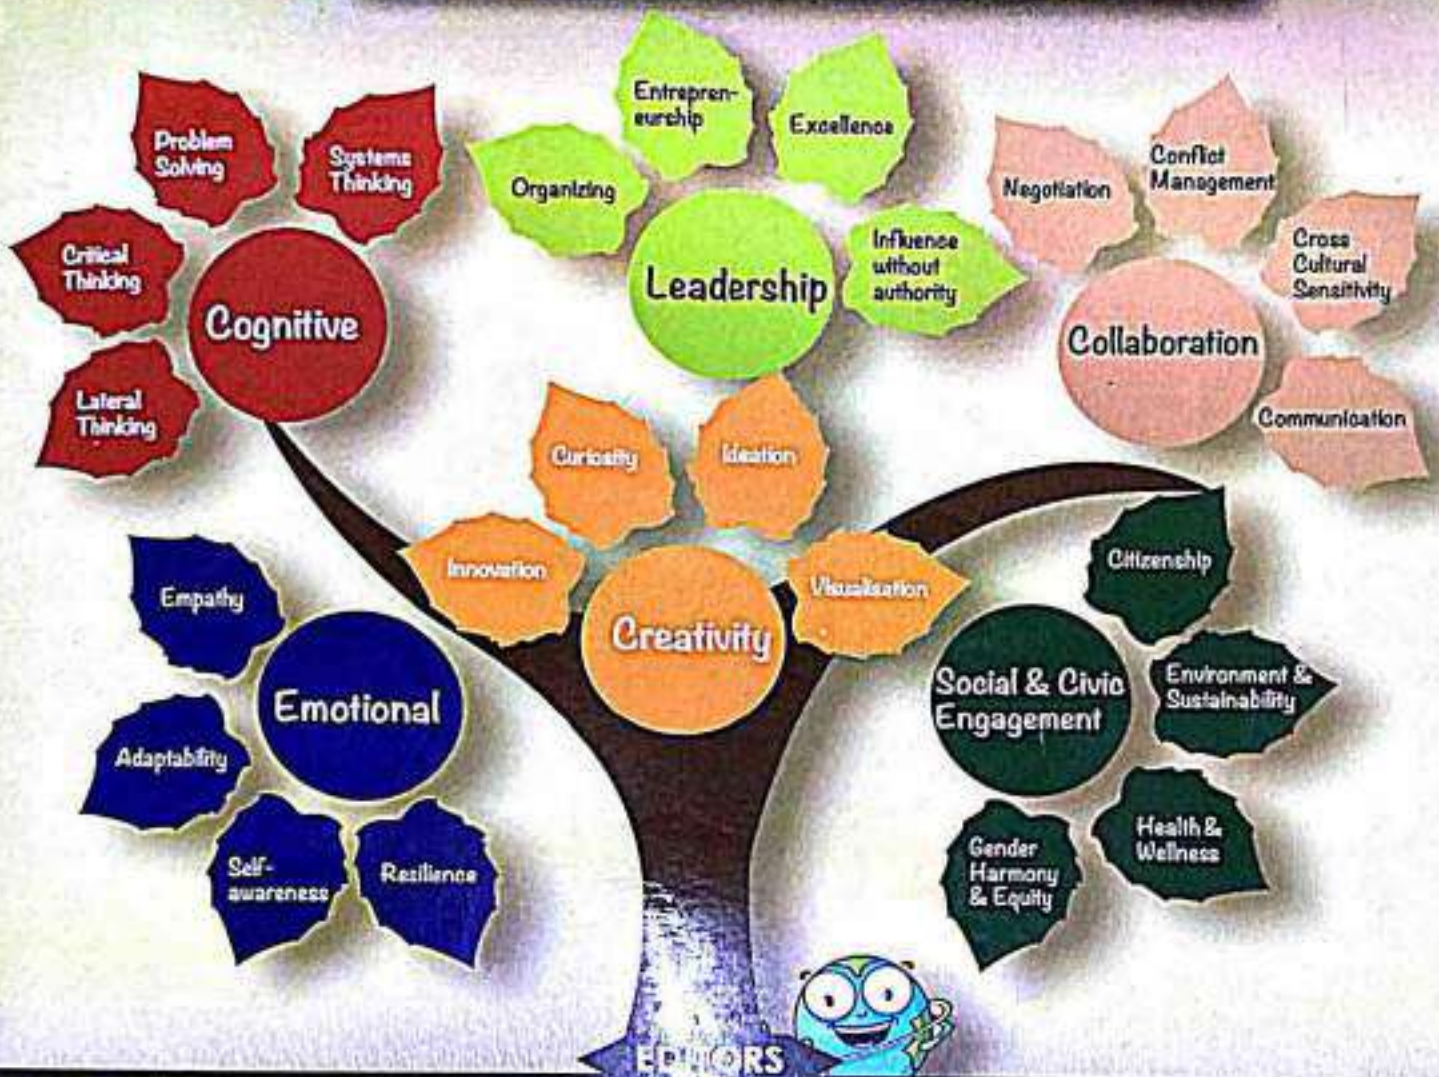 Problem
Solving
Systems
Thinking
Critical
Thinking
Lateral
Thinking
Cognitive
Organizing
Entrepren-
eurship
Excellence
Influence
without
authority
Leadership
Negotiation
Conflict
Management
Cross
Cultural
Sensitivity
Communication
Collaboration
Innovation
Curiosity
Ideation
Visualisation
Creativity
Empathy
Adaptability
Self-
awareness
Resilience
Emotional
Citizenship
Environment &
Sustainability
Health &
Wellness
Gender
Harmony
& Equity
Social & Civic
Engagement
EDITORS